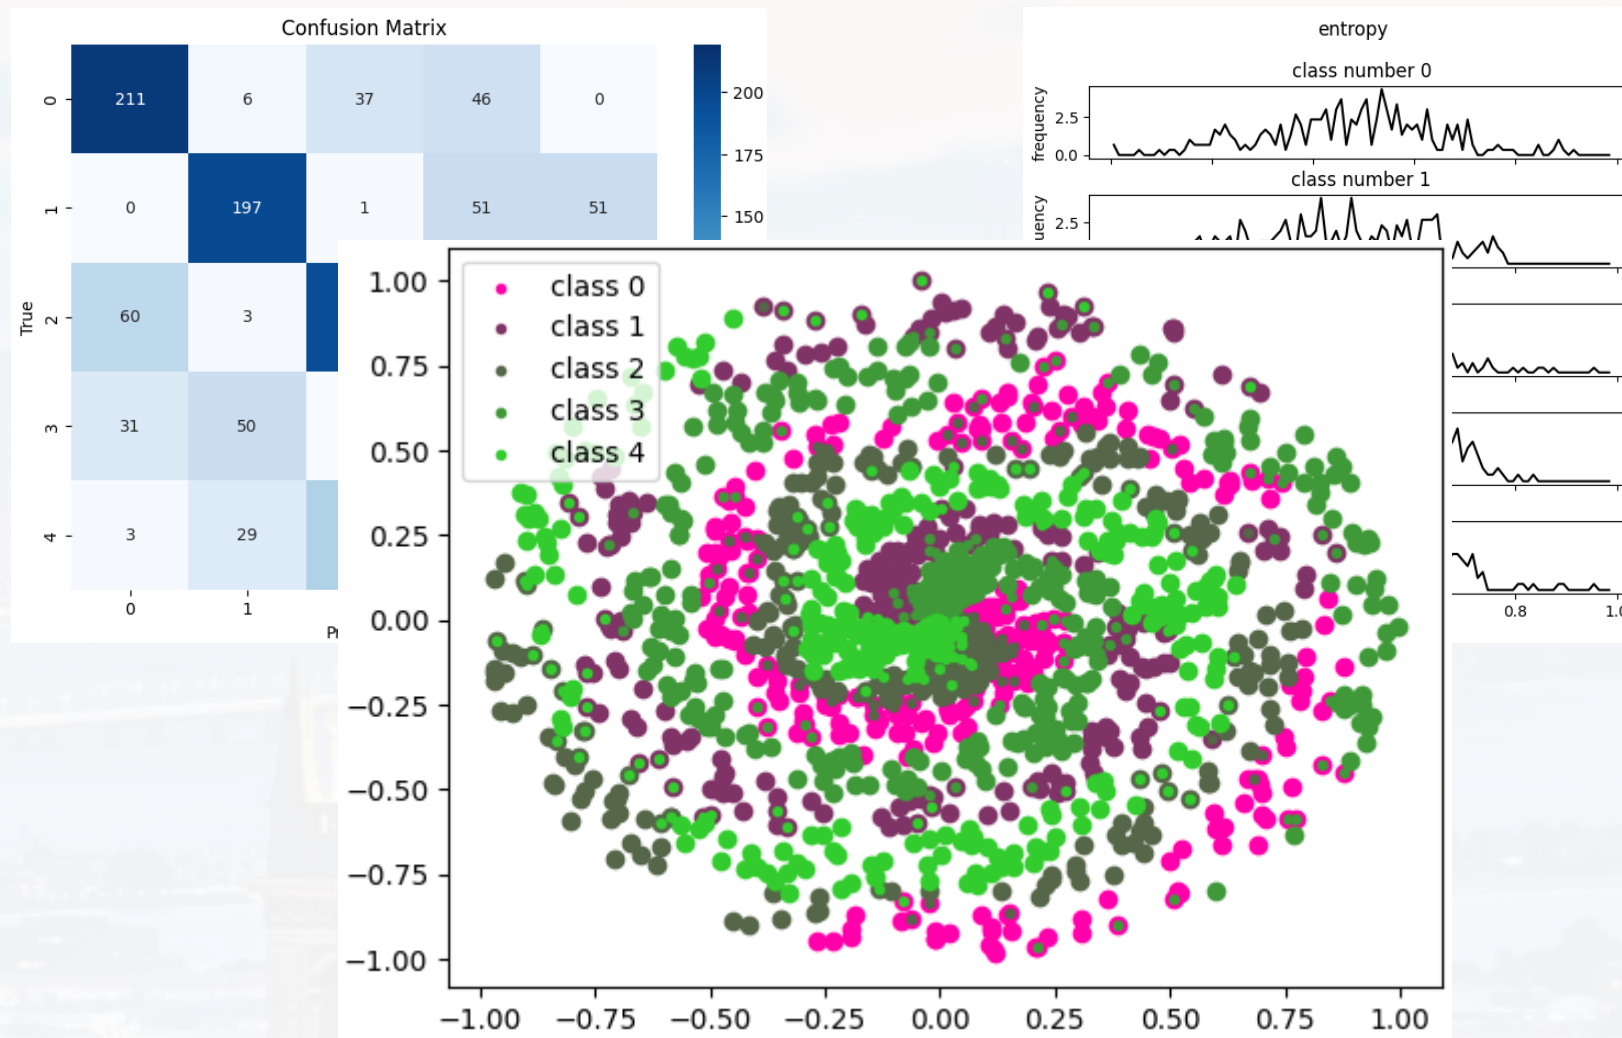 Confusion Matrix
0
211 6 37 46 0
1
0 197 1 51 51
2
60 3
3
31 50
4
3 29
0 1
True
200
175
150
entropy
class number 0
frequency
2.5
0.0
class number 1
2.5
0.8 1.0
class 0
class 1
class 2
class 3
class 4
1.00
0.75
0.50
0.25
0.00
−0.25
−0.50
−0.75
−1.00
−1.00 −0.75 −0.50 −0.25 0.00 0.25 0.50 0.75 1.00